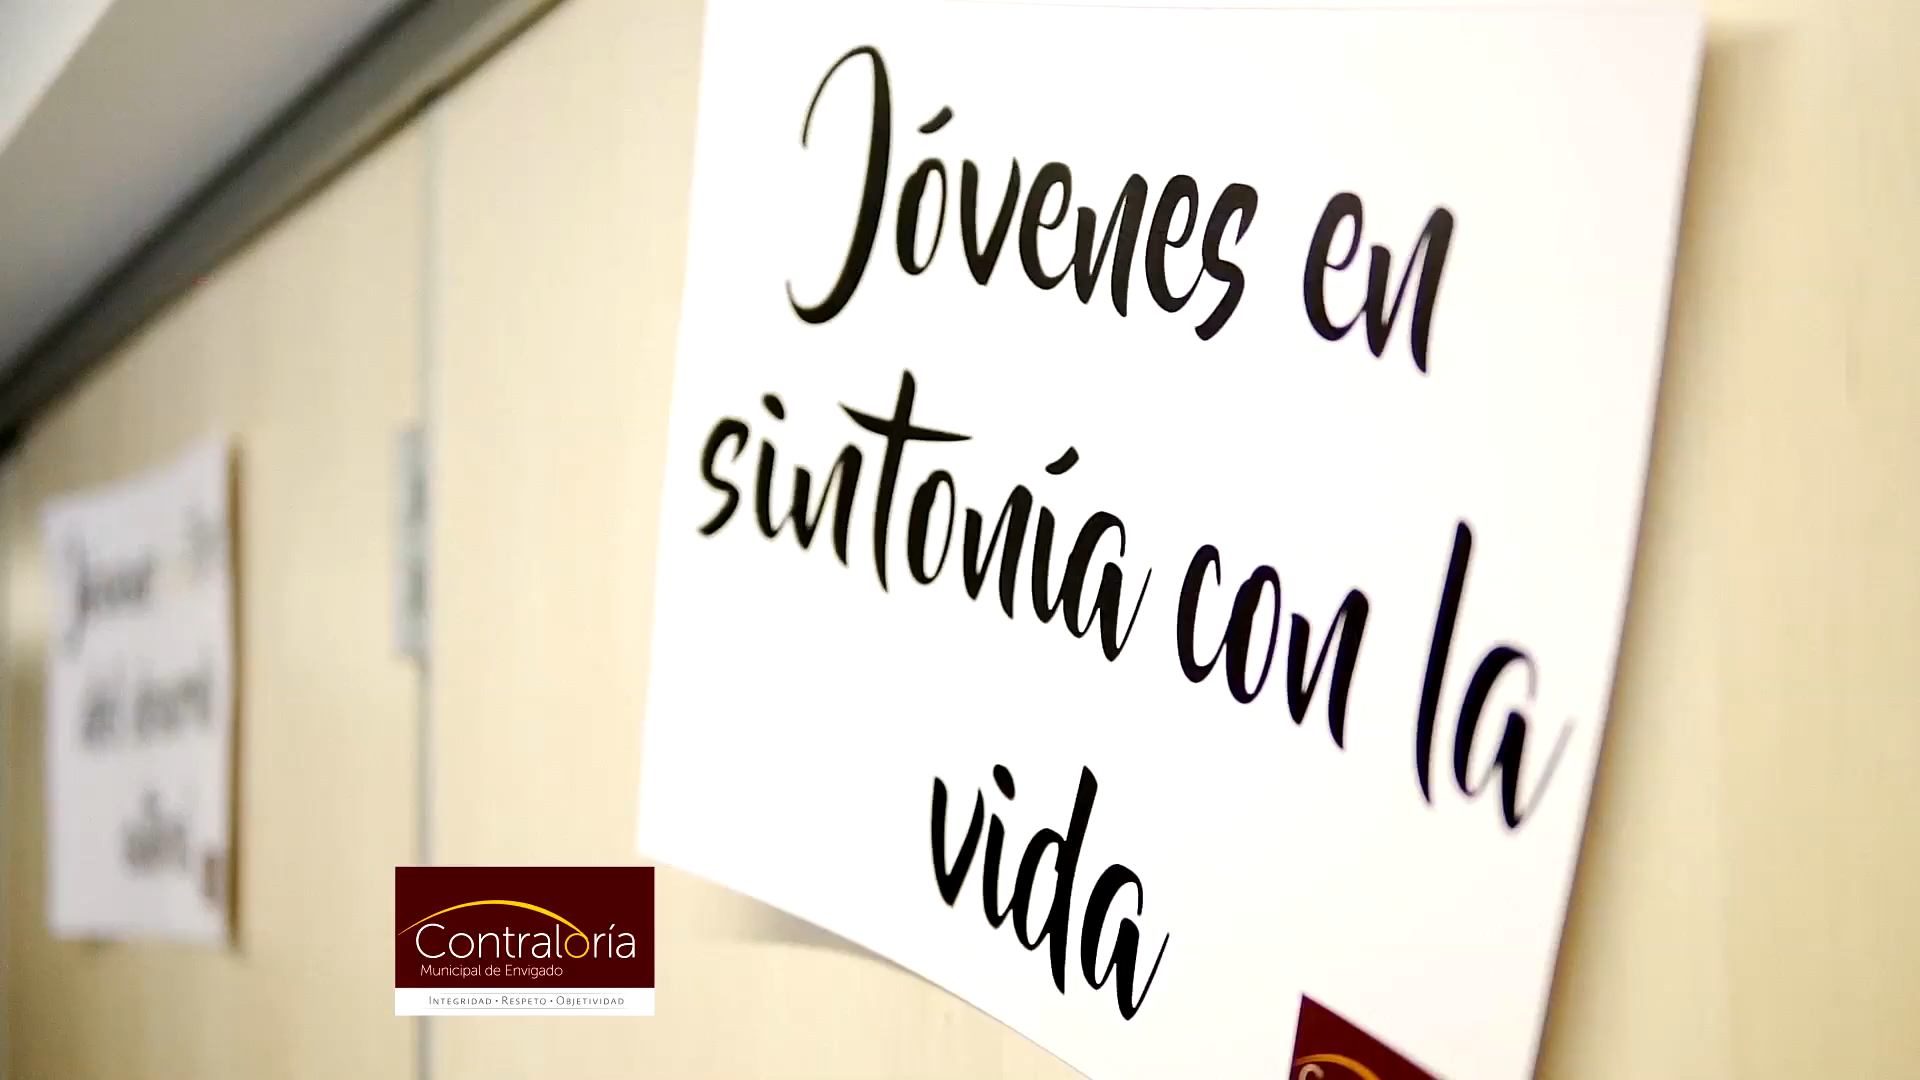 Jóvenes en
sintonía con la
vida
Contraloría
Municipal de Envigado
INTEGRIDAD • RESPETO • OBJETIVIDAD